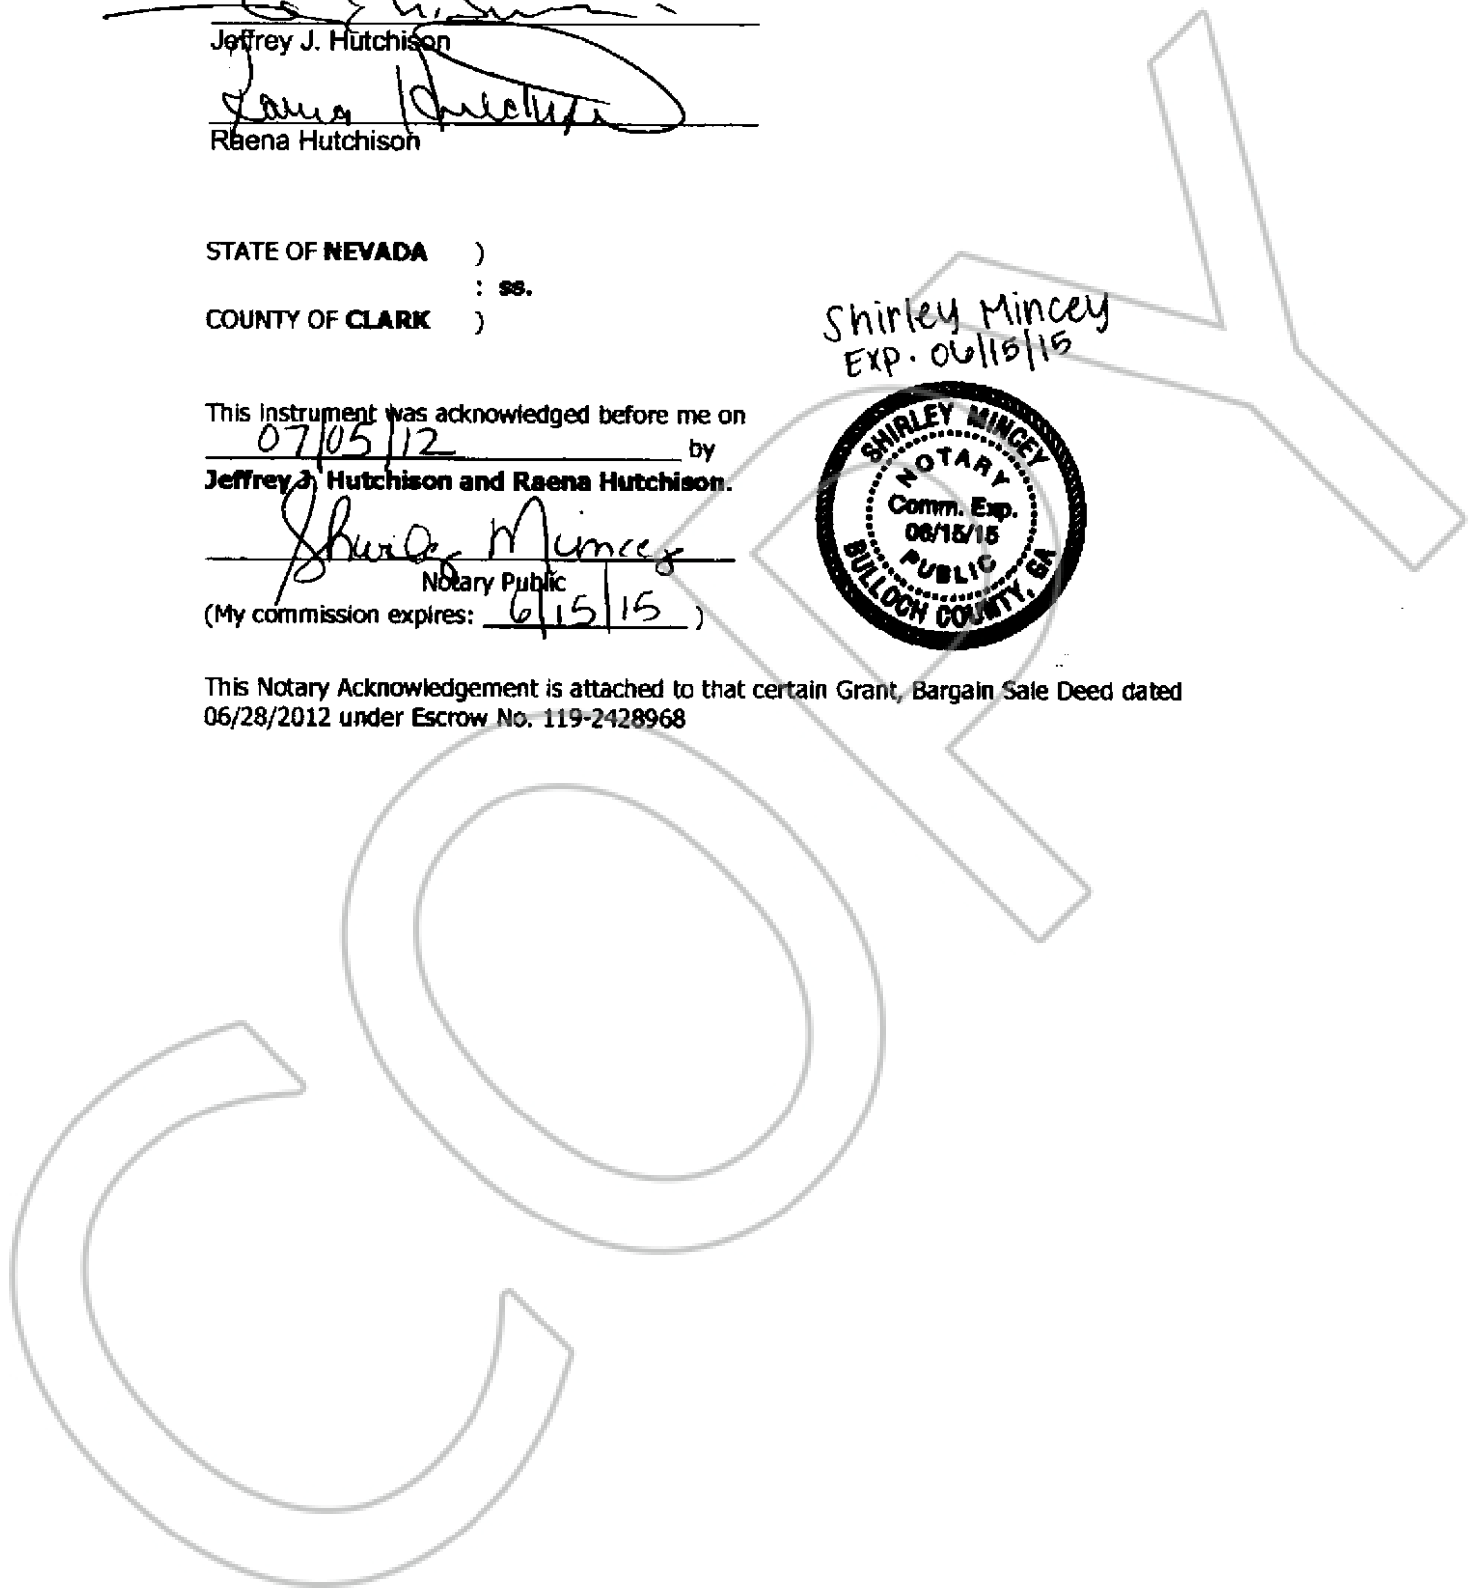 Jeffrey J. Hutchison
Raena Hutchison
Raena Hutchison
STATE OF NEVADA )
: ss.
COUNTY OF CLARK )
Shirley Mincey
Exp. 06/15/15
This instrument was acknowledged before me on
07/05/12 by
Jeffrey J. Hutchison and Raena Hutchison.
SHIRLEY MINCEY
NOTARY
Comm. Exp.
06/15/15
PUBLIC
BULLOCH COUNTY, GA
Shirley Mincey
Notary Public
(My commission expires: 6/15/15 )
This Notary Acknowledgement is attached to that certain Grant, Bargain Sale Deed dated
06/28/2012 under Escrow No. 119-2428968
COPY